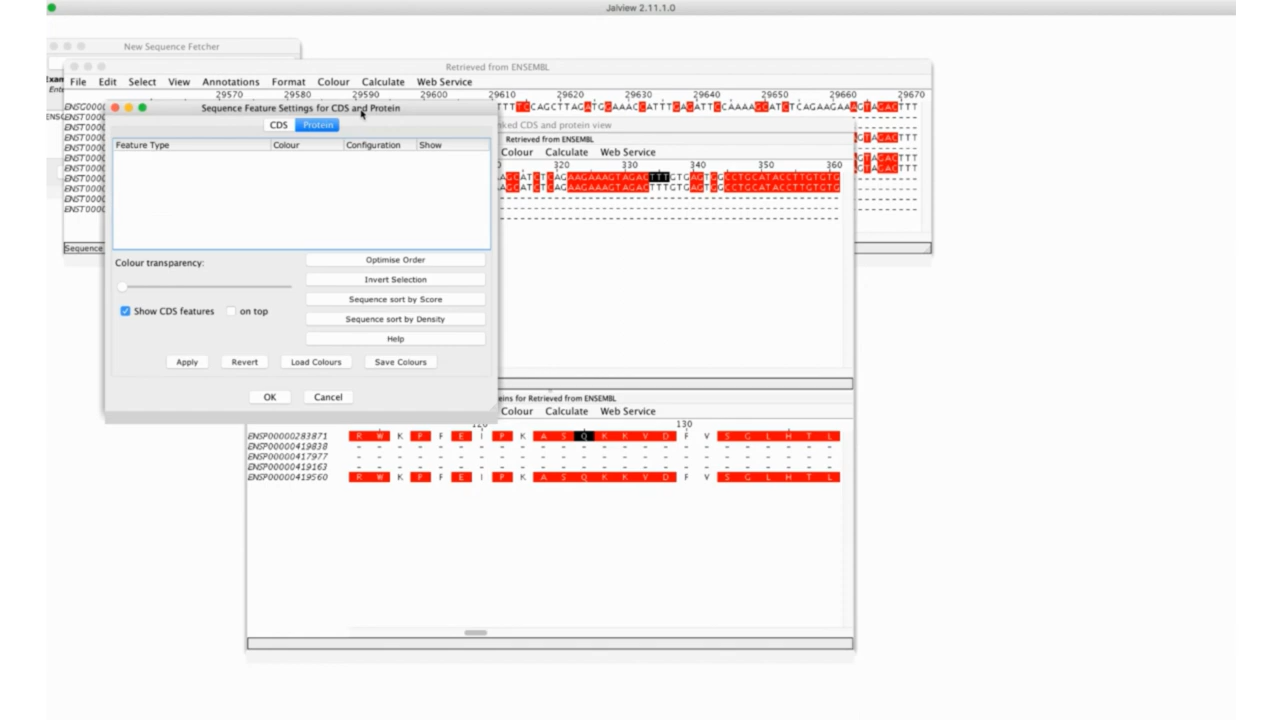 Jalview 2.11.1.0
New Sequence Fetcher
Retrieved from ENSEMBL
File Edit Select View Annotations Format Colour Calculate Web Service
29570 29580 29590 29600 29610 29620 29630 29640 29650 29660 29670
Sequence Feature Settings for CDS and Protein
CDS Protein
Feature Type Colour Configuration Show
nked CDS and protein view
Retrieved from ENSEMBL
Colour Calculate Web Service
320 330 340 350 360
Sequence
Colour transparency:
Optimise Order
Invert Selection
Sequence sort by Score
Show CDS features on top
Sequence sort by Density
Help
Apply Revert Load Colours Save Colours
OK Cancel
eins for Retrieved from ENSEMBL
Colour Calculate Web Service
120 130
ENSP00000283871 R W K P F E I P K A S Q K K V D F V S G L H T L
ENSP00000419838 - - - - - - - - - - - - - - - - - - - - - - - -
ENSP00000417977 - - - - - - - - - - - - - - - - - - - - - - - -
ENSP00000419163 - - - - - - - - - - - - - - - - - - - - - - - -
ENSP00000419560 R W K P F E I P K A S Q K K V D F V S G L H T L